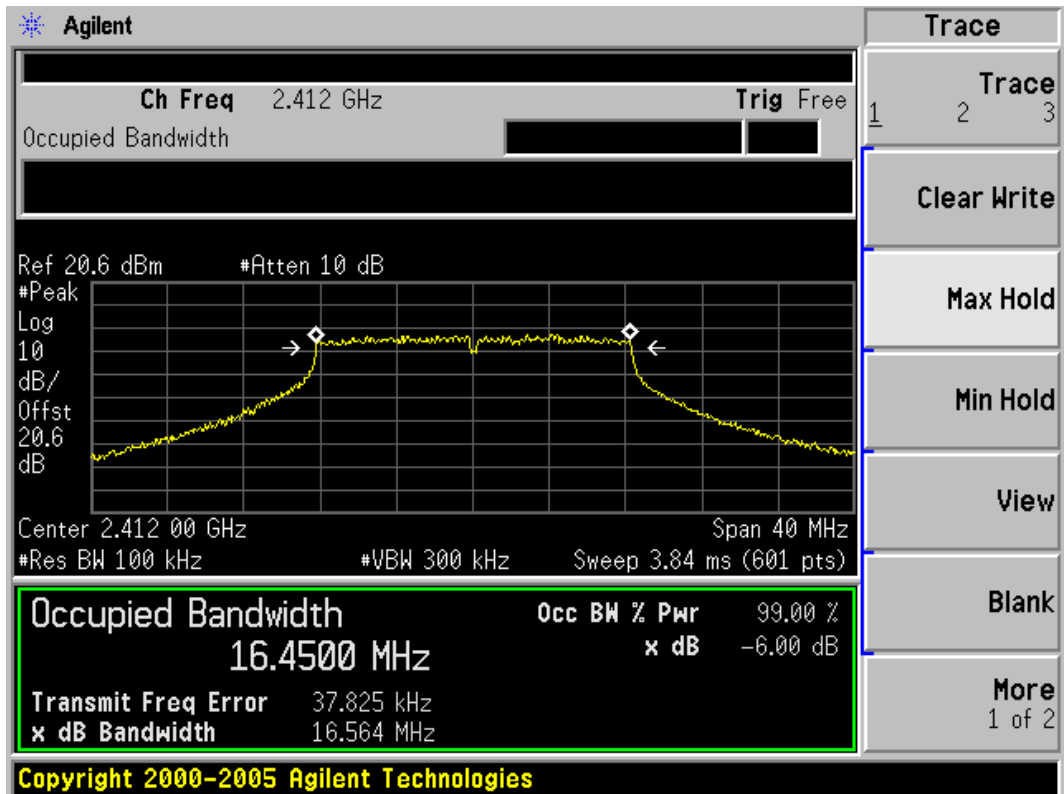 Agilent
Trace
Ch Freq 2.412 GHz Trig Free
Occupied Bandwidth
Trace
1 2 3
Clear Write
Max Hold
Min Hold
View
Blank
More
1 of 2
Ref 20.6 dBm #Atten 10 dB
#Peak
Log
10
dB/
Offst
20.6
dB
Center 2.412 00 GHz Span 40 MHz
#Res BW 100 kHz #VBW 300 kHz Sweep 3.84 ms (601 pts)
Occupied Bandwidth Occ BW % Pwr 99.00 %
16.4500 MHz x dB -6.00 dB
Transmit Freq Error 37.825 kHz
x dB Bandwidth 16.564 MHz
Copyright 2000-2005 Agilent Technologies